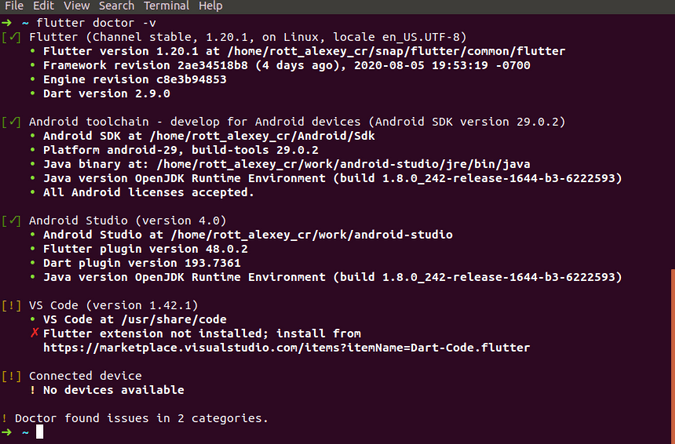 File Edit View Search Terminal Help
➜ ~ flutter doctor -v
[✓] Flutter (Channel stable, 1.20.1, on Linux, locale en_US.UTF-8)
• Flutter version 1.20.1 at /home/rott_alexey_cr/snap/flutter/common/flutter
• Framework revision 2ae34518b8 (4 days ago), 2020-08-05 19:53:19 -0700
• Engine revision c8e3b94853
• Dart version 2.9.0
[✓] Android toolchain - develop for Android devices (Android SDK version 29.0.2)
• Android SDK at /home/rott_alexey_cr/Android/Sdk
• Platform android-29, build-tools 29.0.2
• Java binary at: /home/rott_alexey_cr/work/android-studio/jre/bin/java
• Java version OpenJDK Runtime Environment (build 1.8.0_242-release-1644-b3-6222593)
• All Android licenses accepted.
[✓] Android Studio (version 4.0)
• Android Studio at /home/rott_alexey_cr/work/android-studio
• Flutter plugin version 48.0.2
• Dart plugin version 193.7361
• Java version OpenJDK Runtime Environment (build 1.8.0_242-release-1644-b3-6222593)
[!] VS Code (version 1.42.1)
• VS Code at /usr/share/code
✗ Flutter extension not installed; install from
https://marketplace.visualstudio.com/items?itemName=Dart-Code.flutter
[!] Connected device
! No devices available
! Doctor found issues in 2 categories.
➜ ~